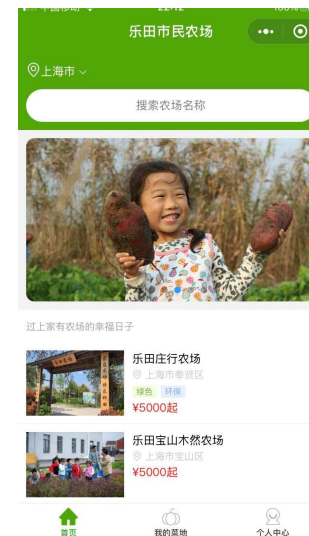 乐田市民农场
上海市
搜索农场名称
过上家有农场的幸福日子
乐田庄行农场
上海市奉贤区
绿色 环保
¥5000起
乐田宝山木然农场
上海市宝山区
¥5000起
首页 我的菜地 个人中心